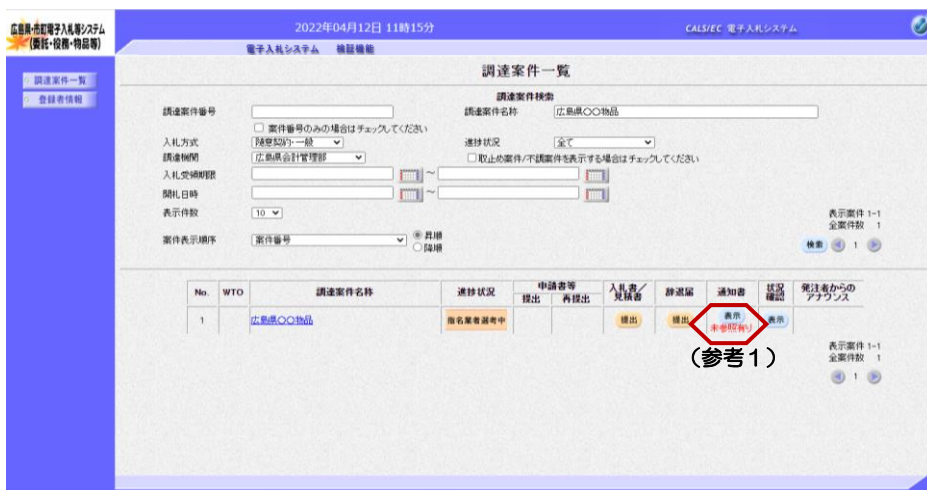 広島県・市町電子入札等システム
(委託・役務・物品等)
2022年04月12日 11時15分
CALS/EC 電子入札システム
電子入札システム 検証機能
調達案件一覧
登録者情報
調達案件一覧
調達案件検索
調達案件番号
調達案件名称 広島県〇〇物品
案件番号のみの場合はチェックしてください
入札方式 随意契約・一般
進捗状況 全て
調達機関 広島県会計管理部
取止め案件/不調案件を表示する場合はチェックしてください
入札受領期限 ~
開札日時 ~
表示件数 10
表示案件 1-1
全案件数 1
案件表示順序 案件番号
昇順
降順
検索 1
No. WTO 調達案件名称 進捗状況 申請書等 入札書/見積書 辞退届 通知書 状況確認 発注者からのアナウンス
提出 再提出
1 広島県〇〇物品 指名業者選考中 提出 提出 表示 表示
未参照有り
(参考1)
表示案件 1-1
全案件数 1
1